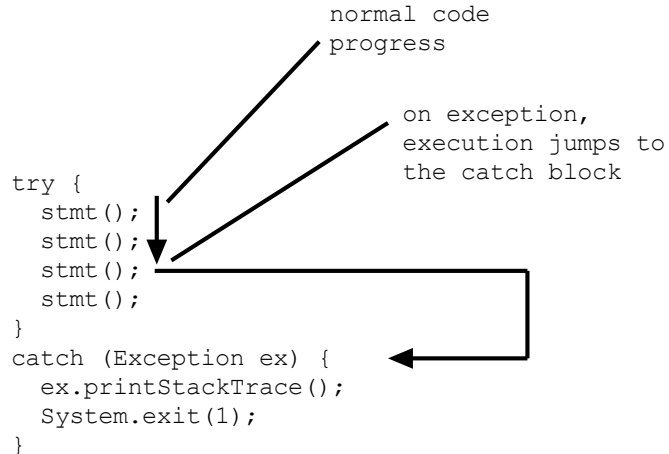 normal code
progress
on exception,
execution jumps to
the catch block
try {
  stmt();
  stmt();
  stmt();
  stmt();
}
catch (Exception ex) {
  ex.printStackTrace();
  System.exit(1);
}